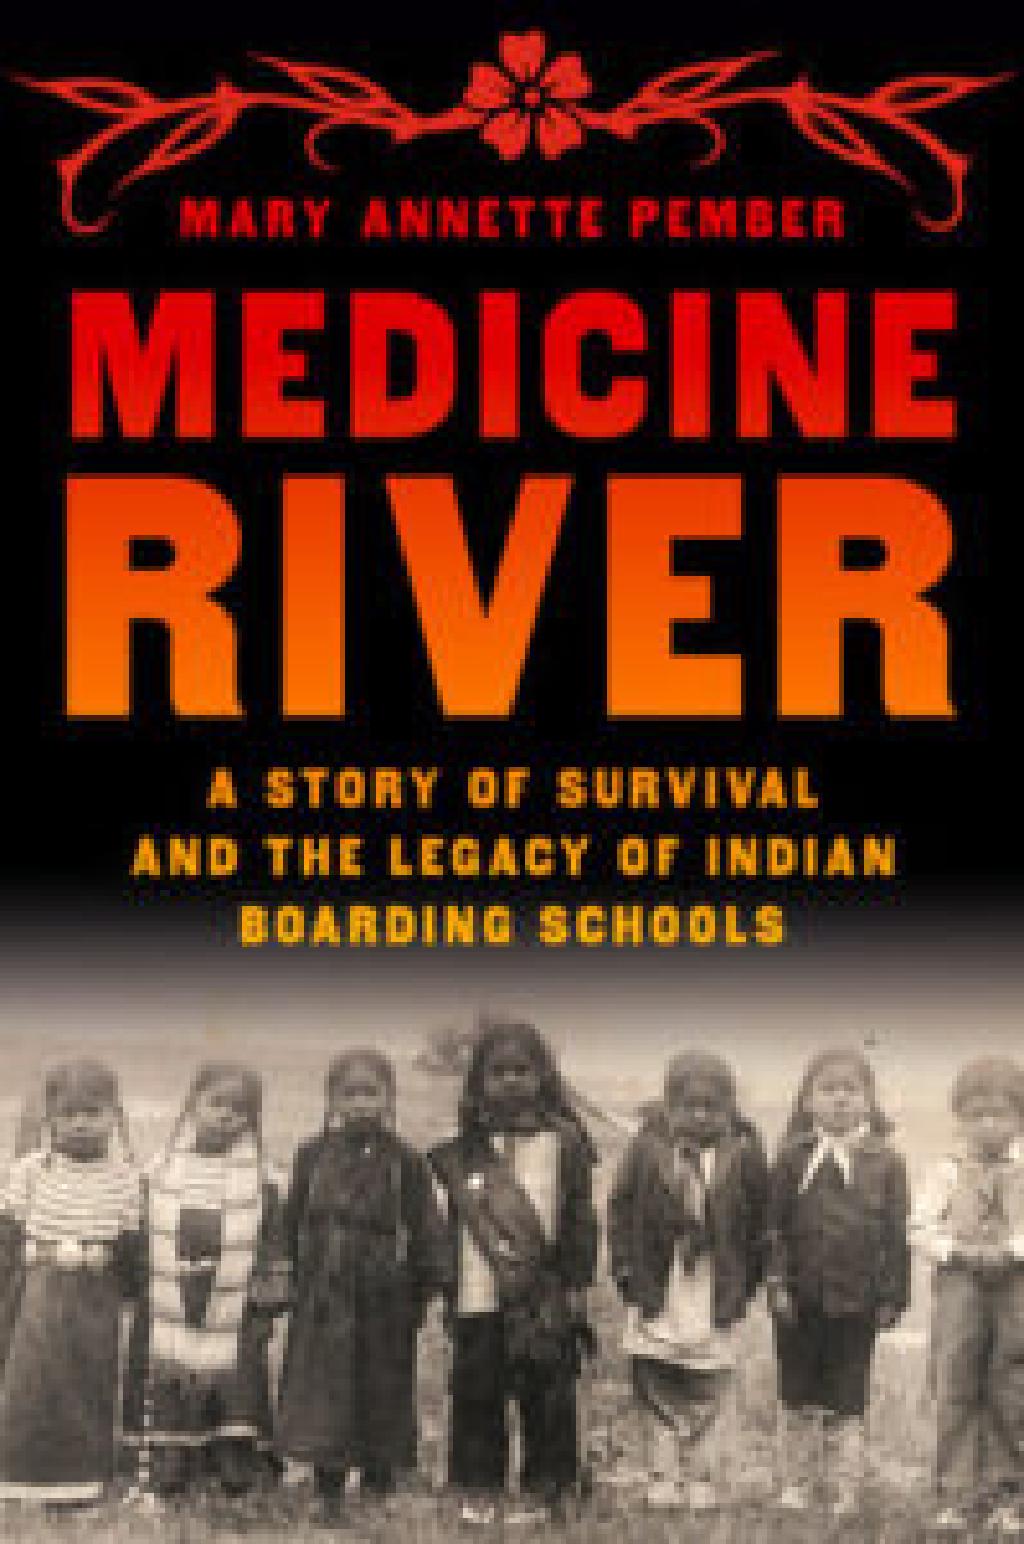 MARY ANNETTE PEMBER
MEDICINE
RIVER
A STORY OF SURVIVAL
AND THE LEGACY OF INDIAN
BOARDING SCHOOLS